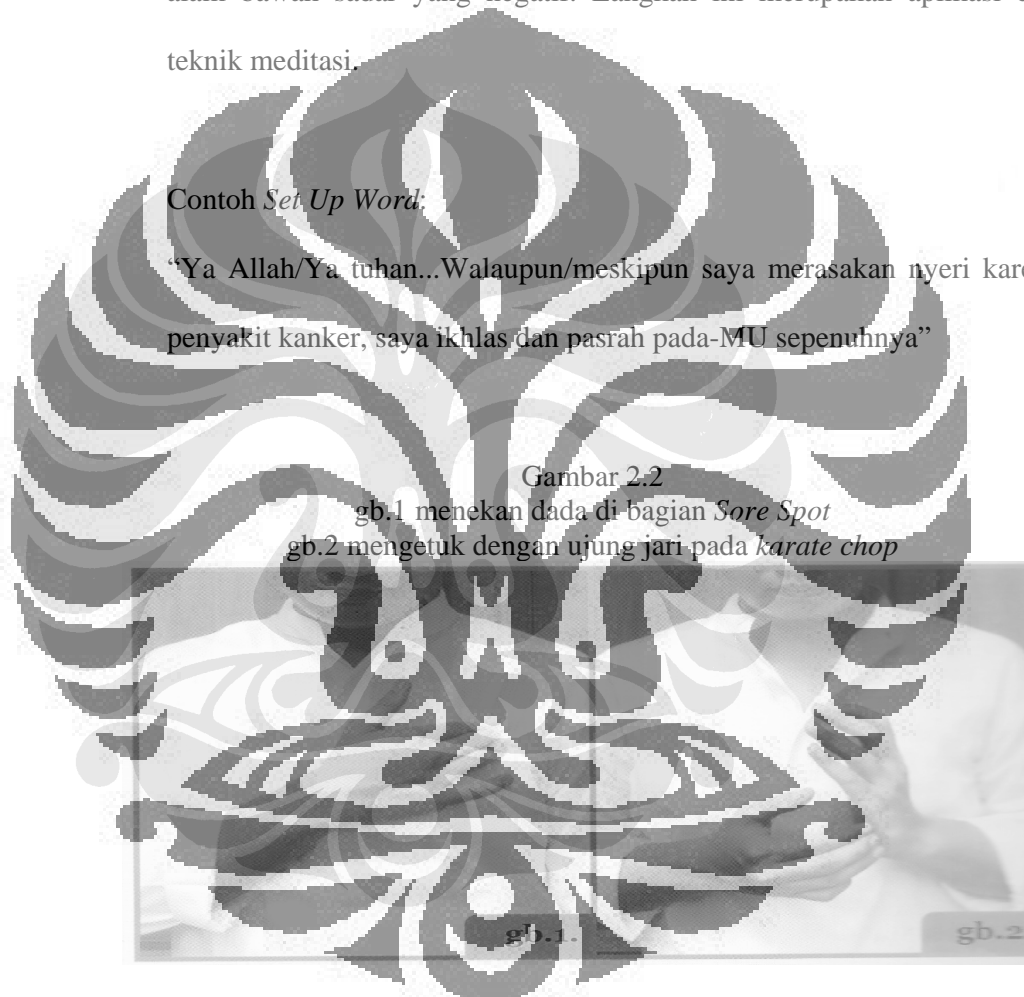 teknik meditasi.
Contoh Set Up Word:
“Ya Allah/Ya tuhan...Walaupun/meskipun saya merasakan nyeri
penyakit kanker, saya ikhlas dan pasrah pada-MU sepenuhnya”
Gambar 2.2
gb.1 menekan dada di bagian Sore Spot
gb.2 mengetuk dengan ujung jari pada karate chop
gb.1.
gb.2